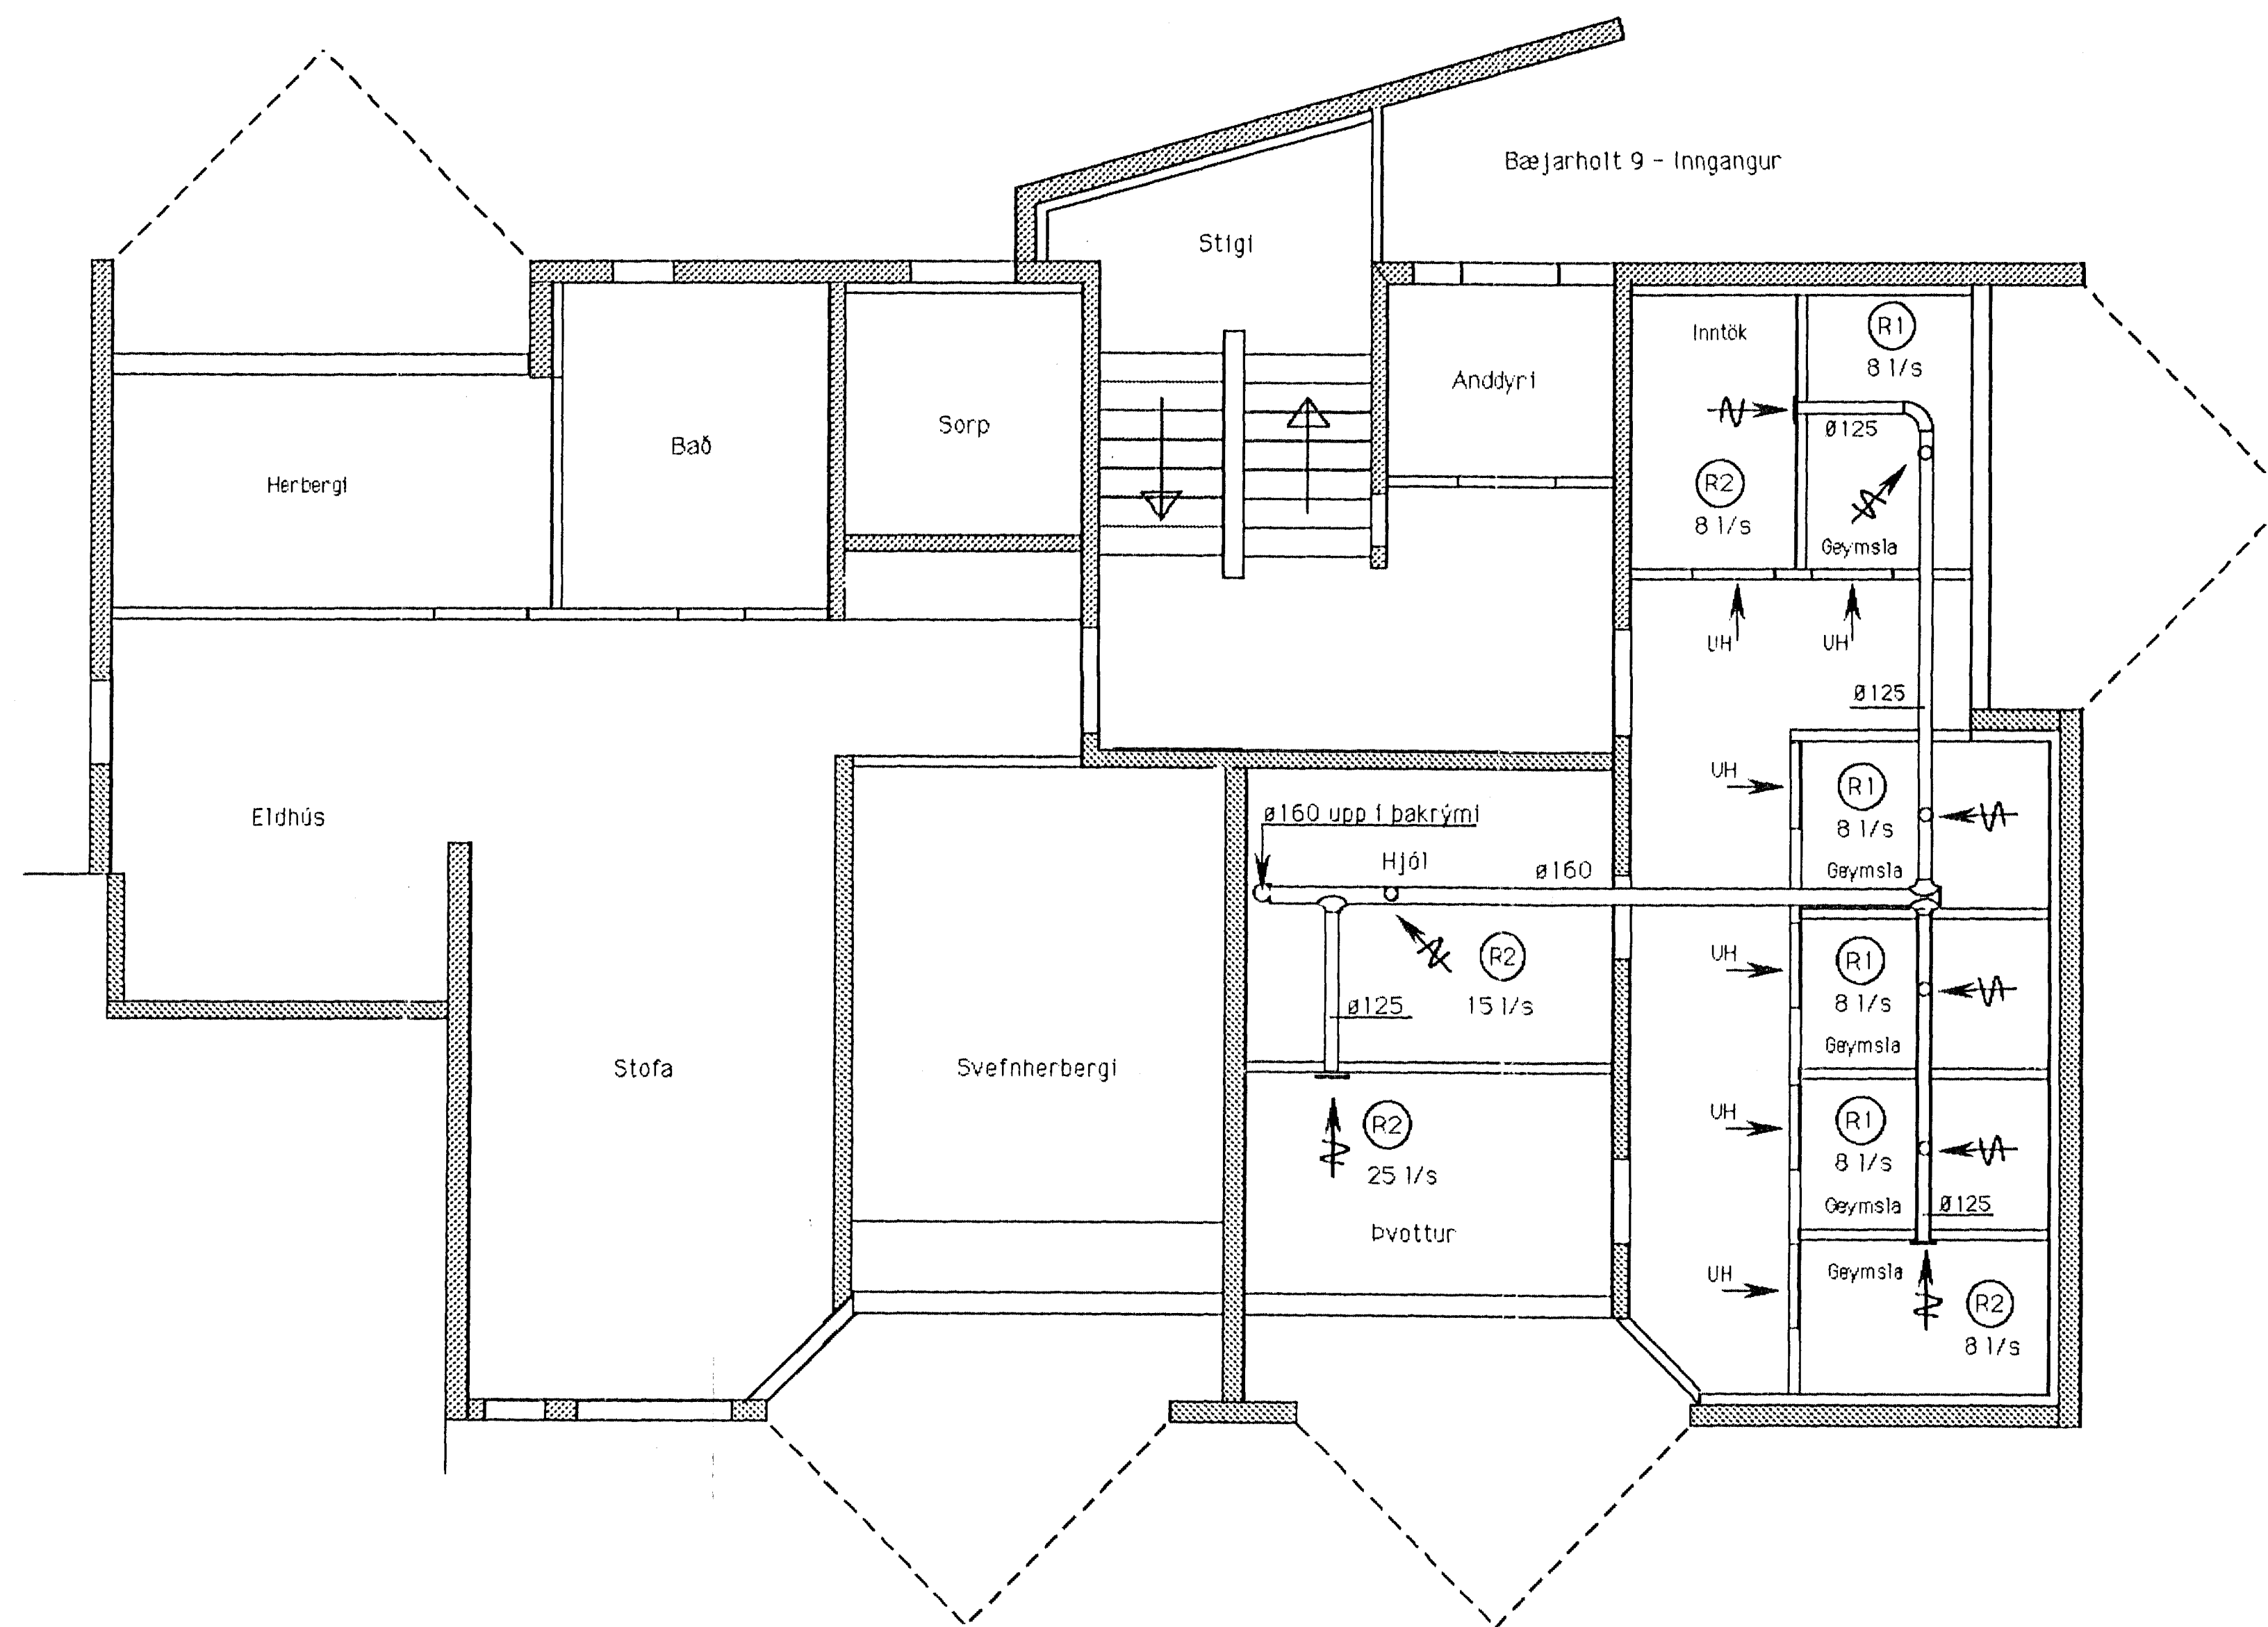 Bæjarholt 9 - Inngangur
Stigi
Inntök
R1
8 l/s
Anddyri
Ø125
Sorp
Bað
Herbergi
R2
8 l/s
Geymsla
UH
UH
Ø125
UH
R1
8 l/s
Geymsla
Eldhús
ø160 upp í þakrými
Hjól
ø160
UH
R1
8 l/s
Geymsla
R2
15 l/s
ø125
Stofa
Svefnherbergi
UH
R1
8 l/s
Geymsla
Ø125
R2
25 l/s
Þvottur
UH
Geymsla
R2
8 l/s